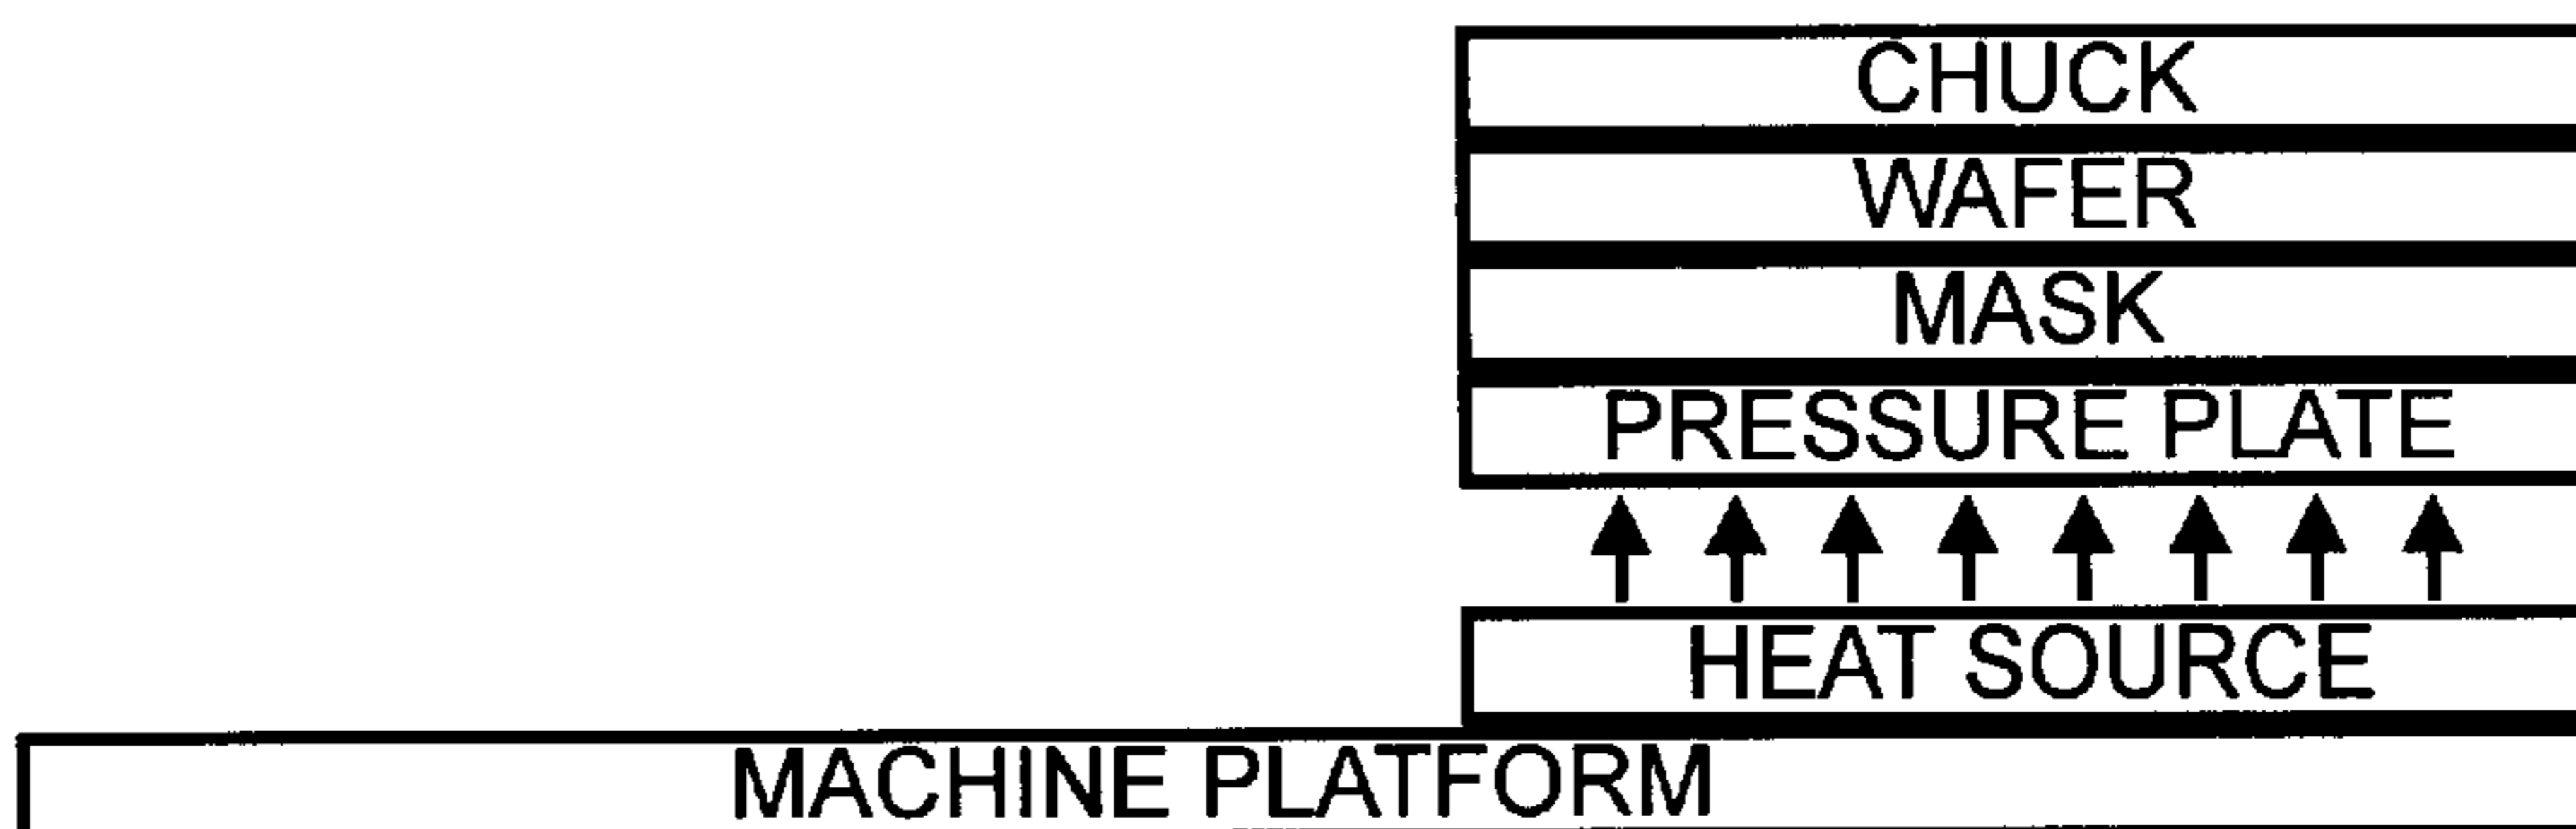 CHUCK
WAFER
MASK
PRESSURE PLATE
HEAT SOURCE
MACHINE PLATFORM